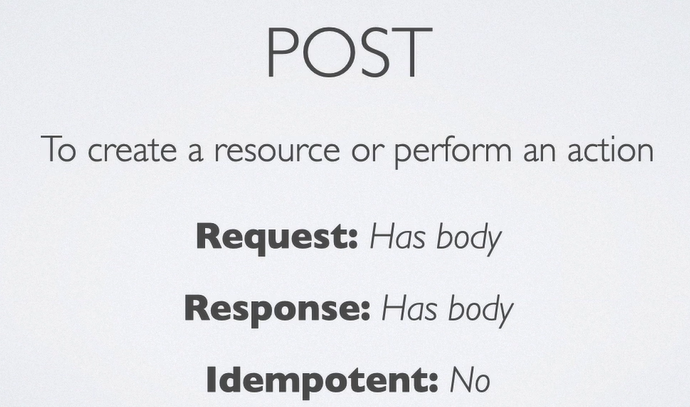 POST
To create a resource or perform an action
Request: Has body
Response: Has body
Idempotent: No